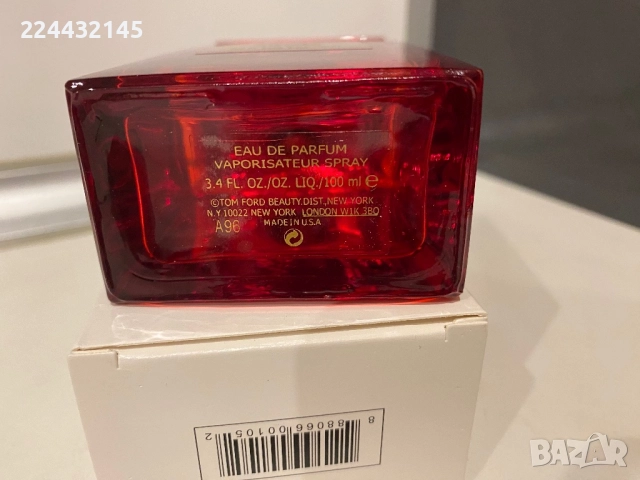 224432145
EAU DE PARFUM
VAPORISATEUR SPRAY
3.4 FL. OZ./OZ. LIQ./100 ml ℮
©TOM FORD BEAUTY.DIST.,NEW YORK
N.Y 10022 NEW YORK LONDON W1K 3BQ
A96 MADE IN U.S.A
8 88066 00105 2
BAZAR